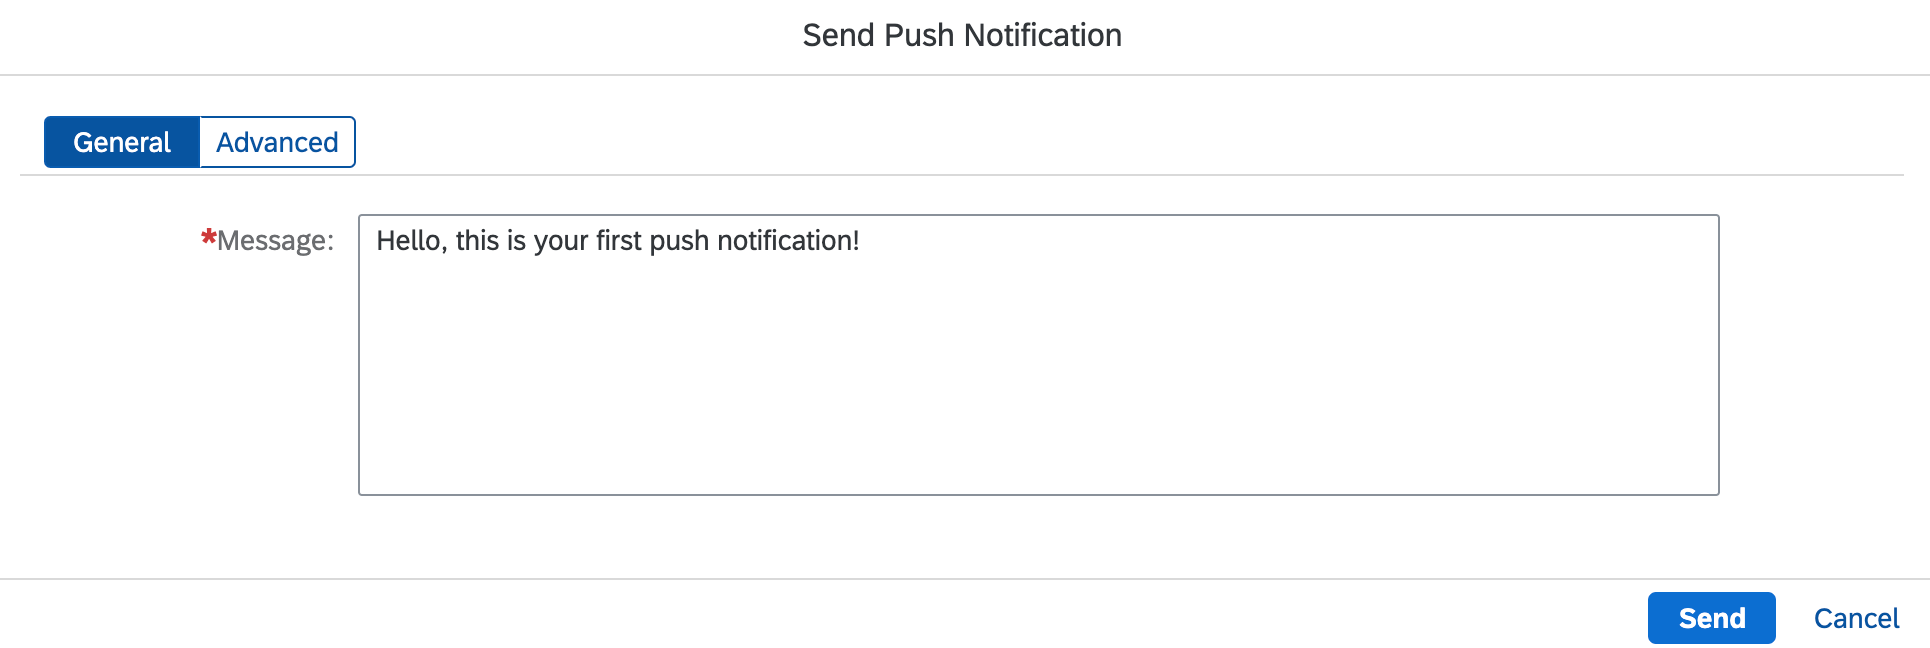 Send Push Notification
General Advanced
*Message: Hello, this is your first push notification!
Send Cancel